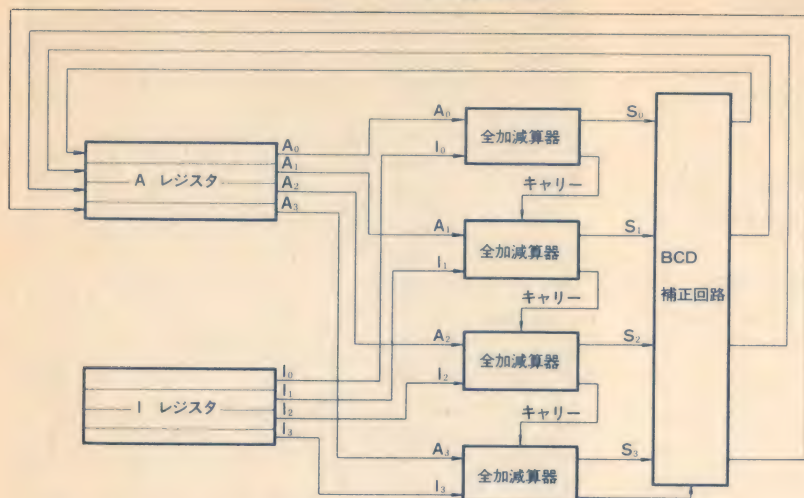 A レジスタ
A₀
A₁
A₂
A₃
I レジスタ
I₀
I₁
I₂
I₃
A₀
I₀
全加減算器
S₀
キャリー
A₁
I₁
全加減算器
S₁
キャリー
A₂
I₂
全加減算器
S₂
キャリー
A₃
I₃
全加減算器
S₃
BCD
補正回路